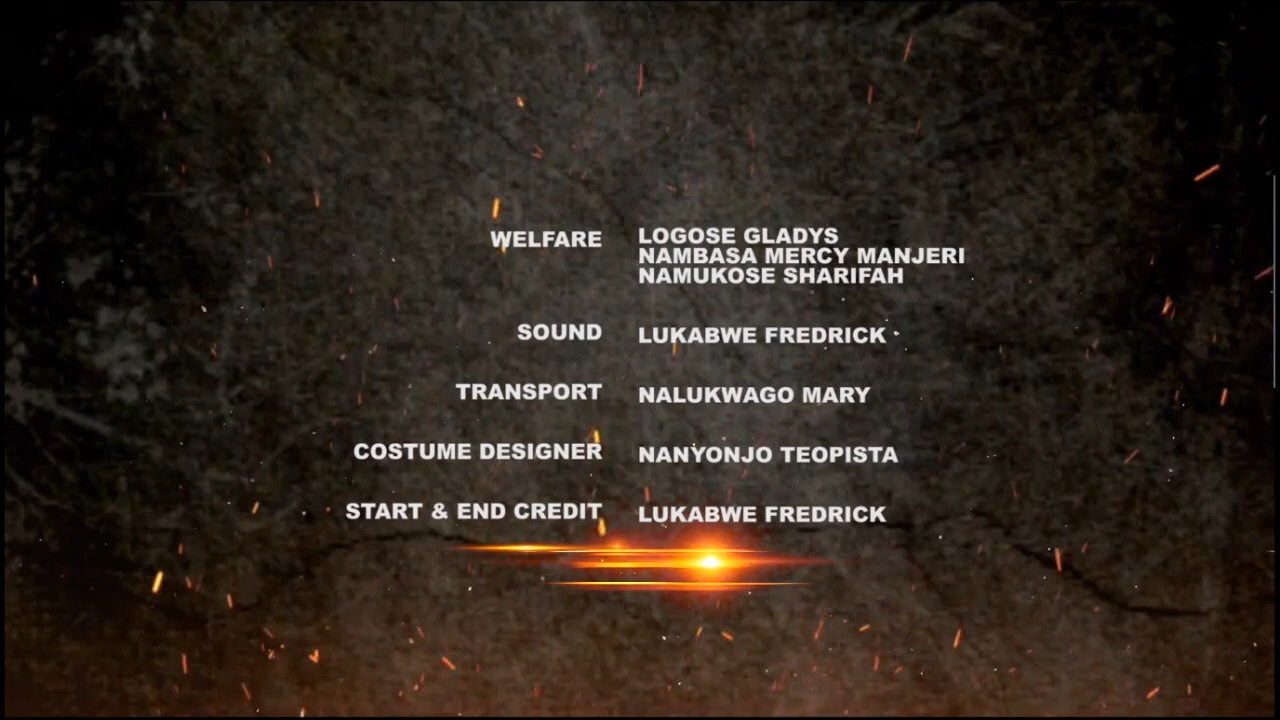 WELFARE LOGOSE GLADYS
NAMBASA MERCY MANJERI
NAMUKOSE SHARIFAH
SOUND LUKABWE FREDRICK
TRANSPORT NALUKWAGO MARY
COSTUME DESIGNER NANYONJO TEOPISTA
START & END CREDIT LUKABWE FREDRICK